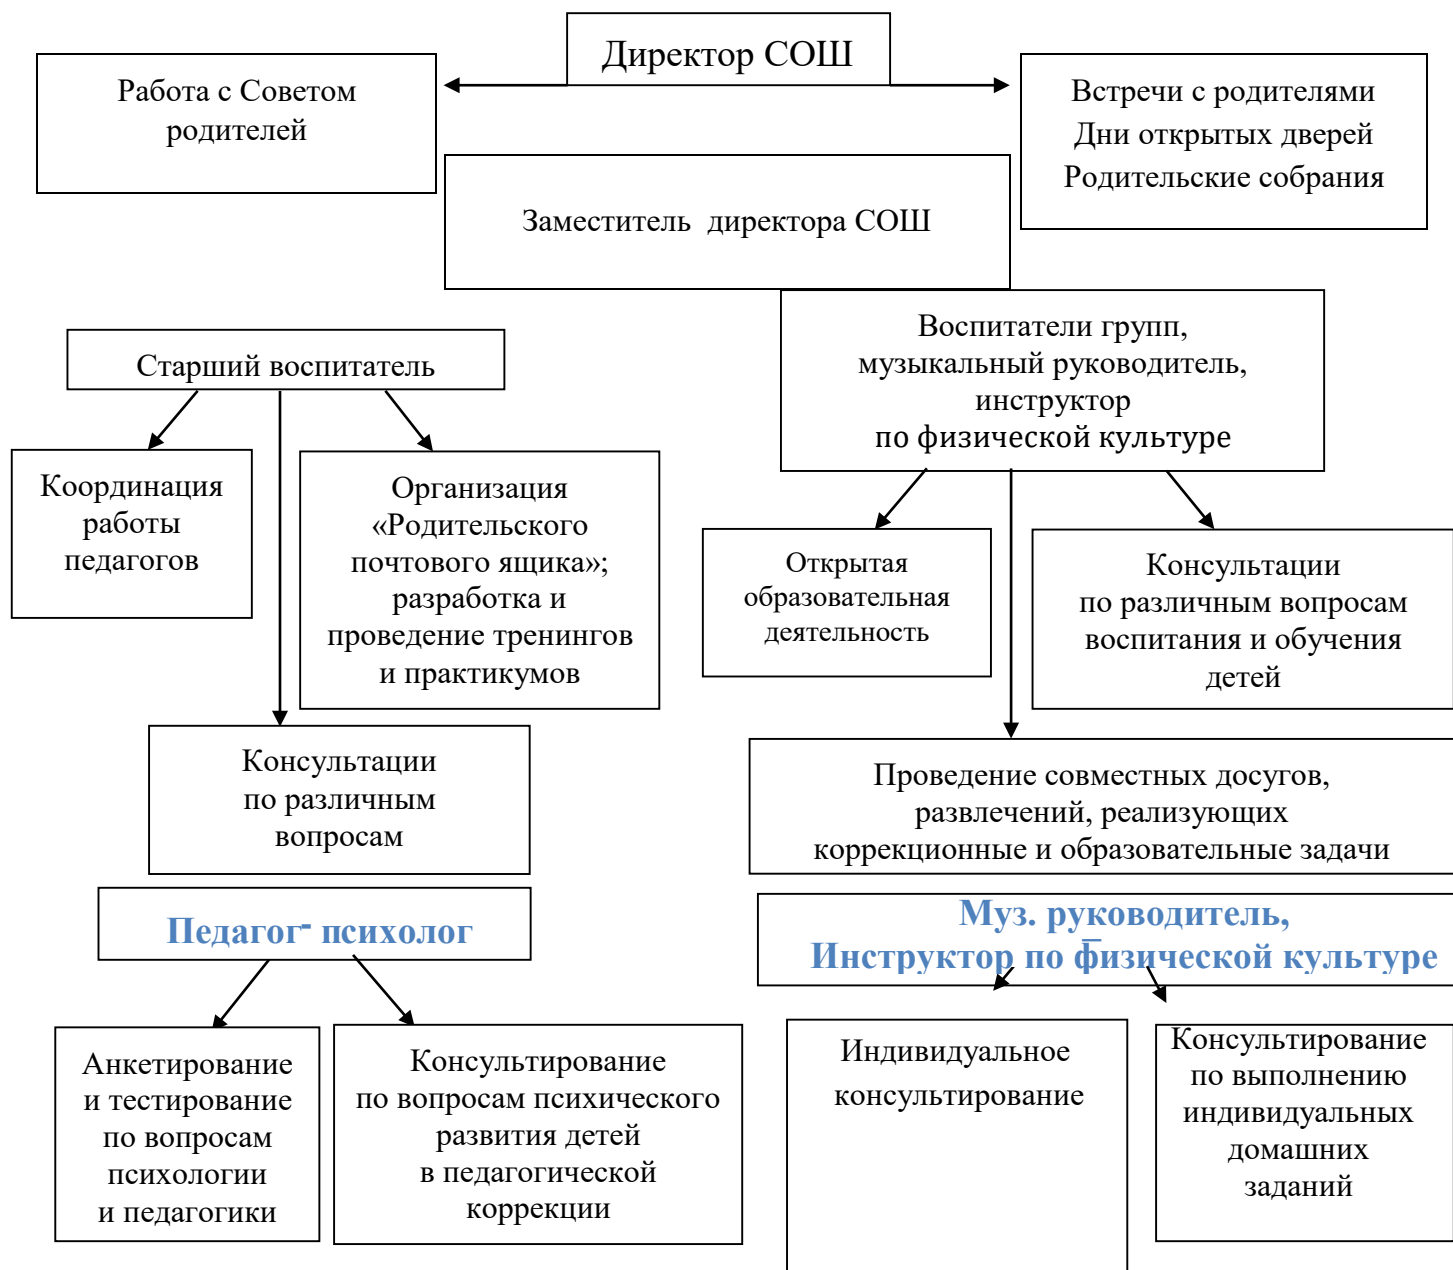 Директор СОШ
Работа с Советом
родителей
Встречи с родителями
Дни открытых дверей
Родительские собрания
Заместитель директора СОШ
Старший воспитатель
Воспитатели групп,
музыкальный руководитель,
инструктор
по физической культуре
Координация
работы
педагогов
Организация
«Родительского
почтового ящика»;
разработка и
проведение тренингов
и практикумов
Открытая
образовательная
деятельность
Консультации
по различным вопросам
воспитания и обучения
детей
Консультации
по различным
вопросам
Проведение совместных досугов,
развлечений, реализующих
коррекционные и образовательные задачи
Педагог- психолог
Муз. руководитель,
Инструктор по физической культуре
Анкетирование
и тестирование
по вопросам
психологии
и педагогики
Консультирование
по вопросам психического
развития детей
в педагогической
коррекции
Индивидуальное
консультирование
Консультирование
по выполнению
индивидуальных
домашних
заданий